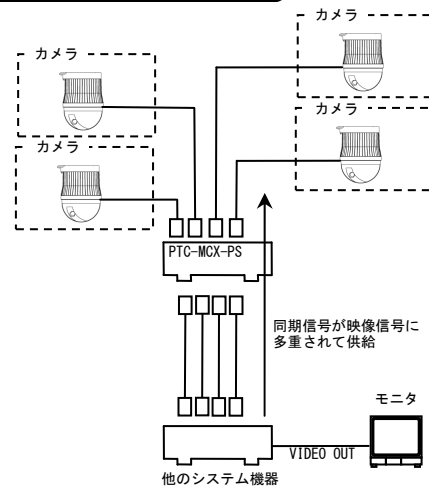 カメラ
カメラ
カメラ
カメラ
PTC-MCX-PS
同期信号が映像信号に
多重されて供給
モニタ
VIDEO OUT
他のシステム機器